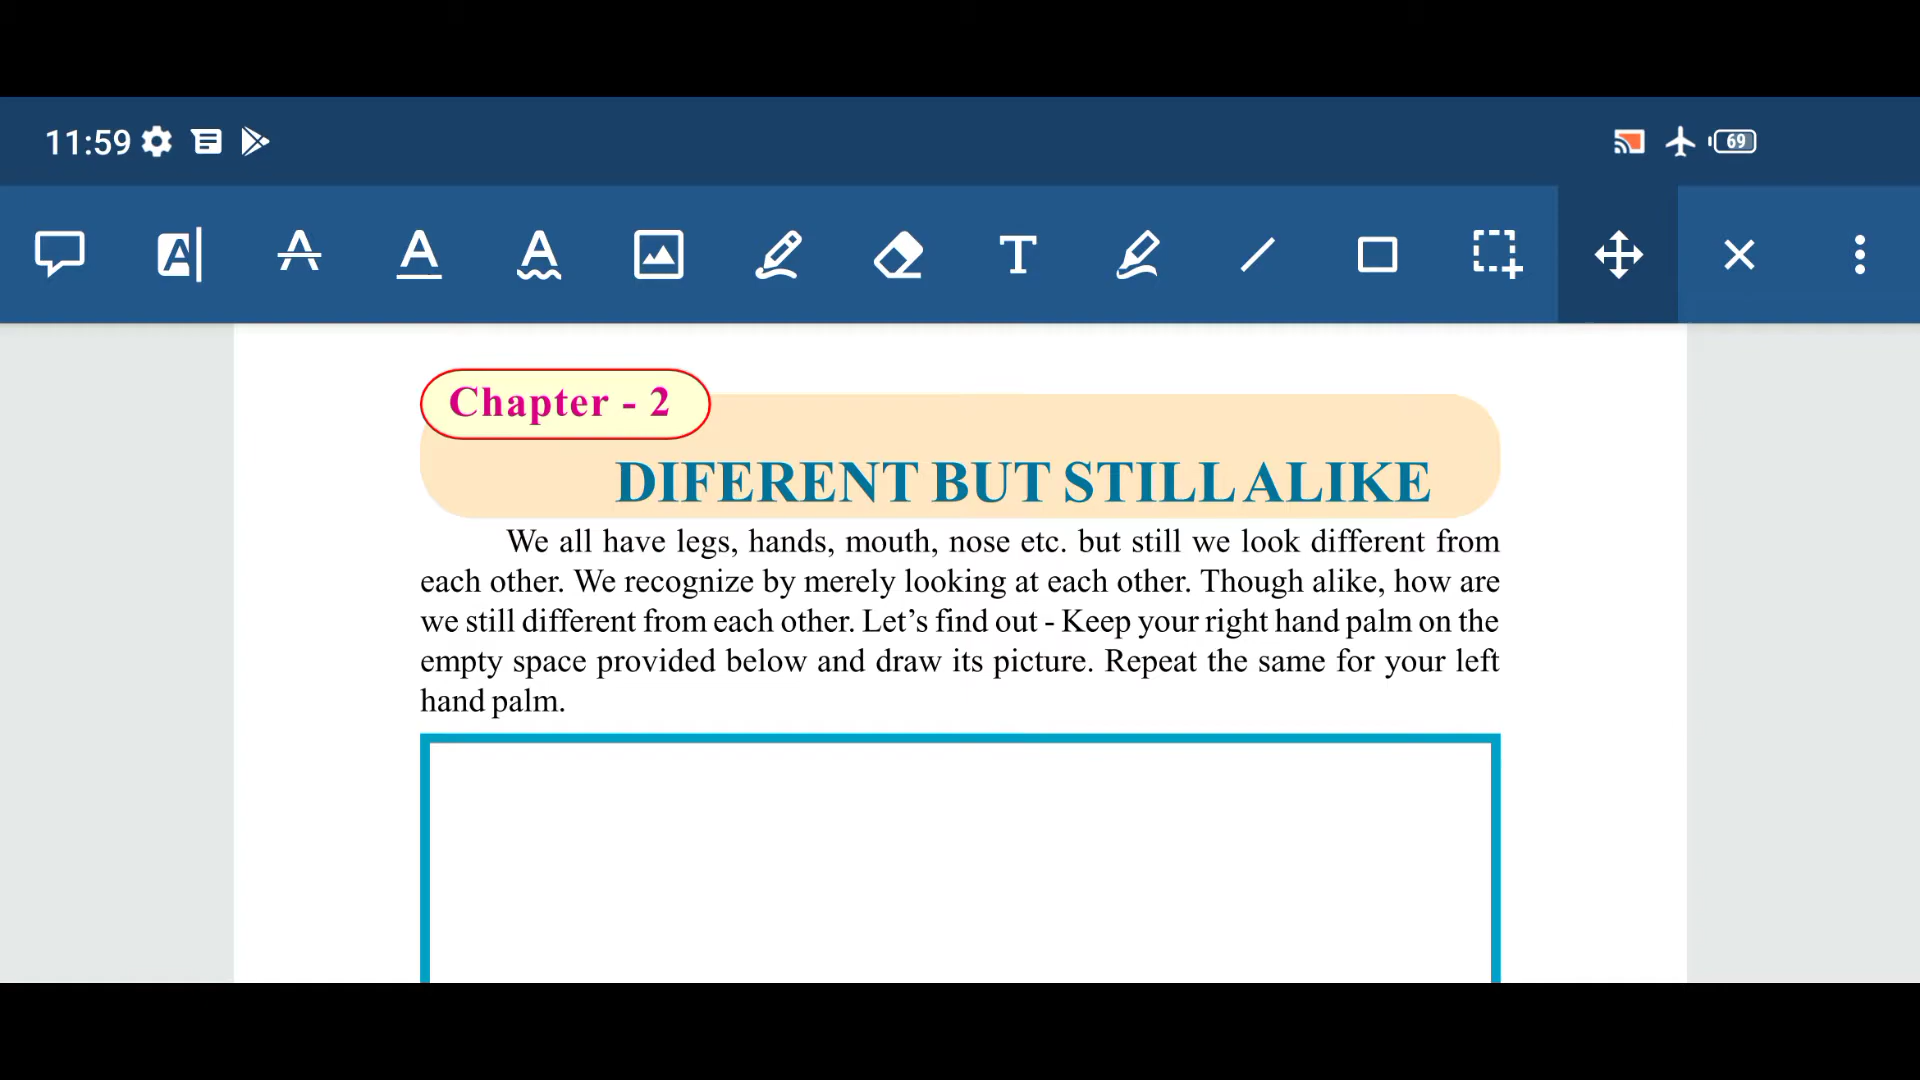 11:59
69
A
A
A
A
T
Chapter - 2
DIFERENT BUT STILL ALIKE
We all have legs, hands, mouth, nose etc. but still we look different from
each other. We recognize by merely looking at each other. Though alike, how are
we still different from each other. Let's find out - Keep your right hand palm on the
empty space provided below and draw its picture. Repeat the same for your left
hand palm.